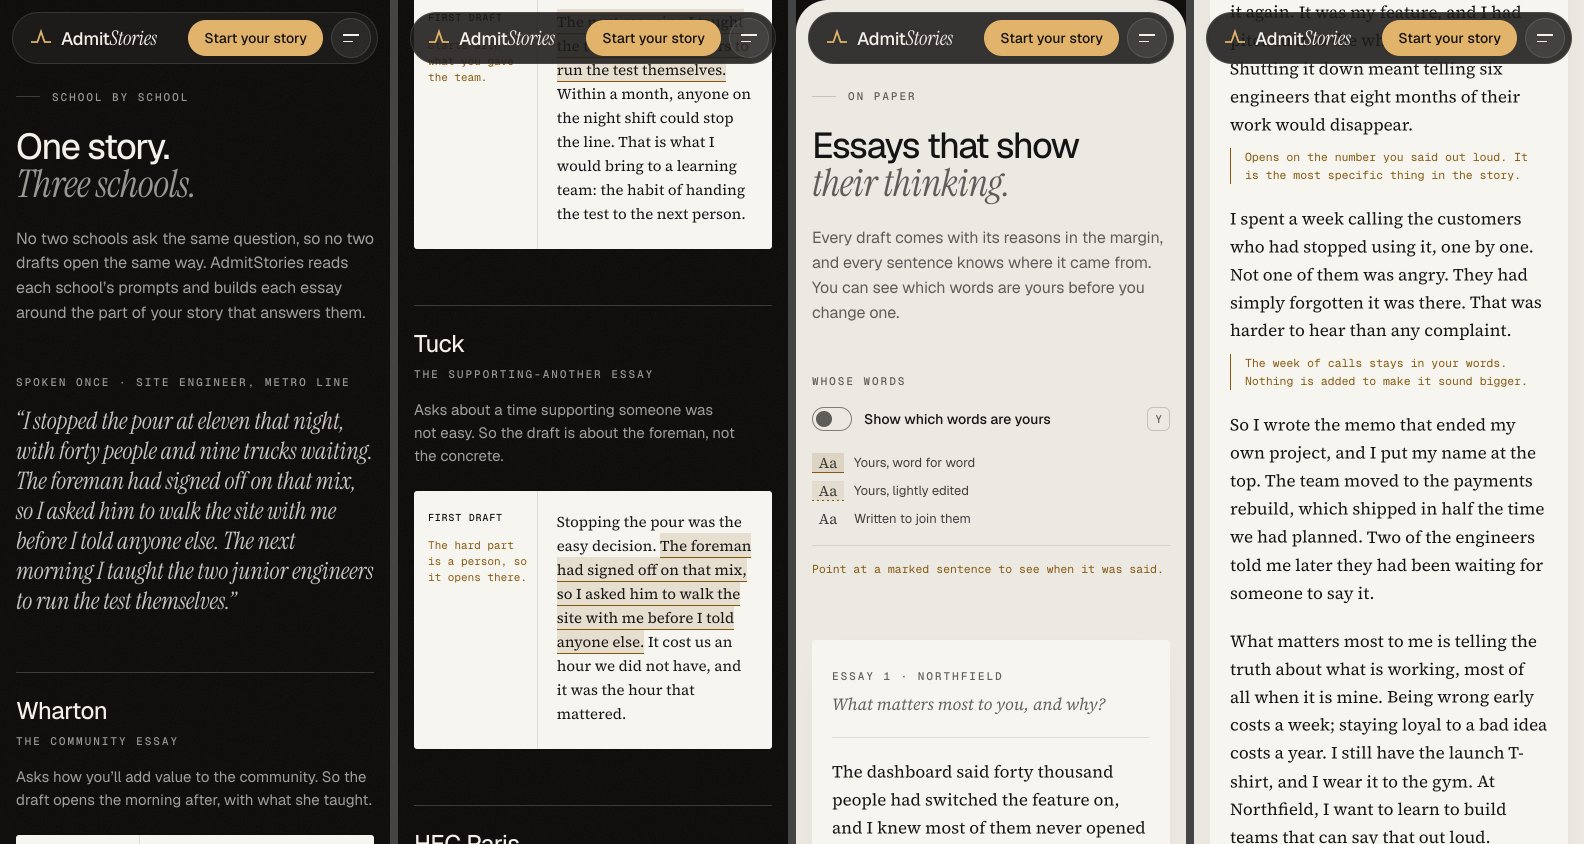 AdmitStories
Start your story
SCHOOL BY SCHOOL
One story.
Three schools.
No two schools ask the same question, so no two
drafts open the same way. AdmitStories reads
each school's prompts and builds each essay
around the part of your story that answers them.
SPOKEN ONCE · SITE ENGINEER, METRO LINE
“I stopped the pour at eleven that night,
with forty people and nine trucks waiting.
The foreman had signed off on that mix,
so I asked him to walk the site with me
before I told anyone else. The next
morning I taught the two junior engineers
to run the test themselves.”
Wharton
THE COMMUNITY ESSAY
Asks how you’ll add value to the community. So the
draft opens the morning after, with what she taught.
FIRST DRAFT
AdmitStories
Start your story
what you gave
the team.
run the test themselves.
Within a month, anyone on
the night shift could stop
the line. That is what I
would bring to a learning
team: the habit of handing
the test to the next person.
Tuck
THE SUPPORTING-ANOTHER ESSAY
Asks about a time supporting someone was
not easy. So the draft is about the foreman, not
the concrete.
FIRST DRAFT
The hard part
is a person, so
it opens there.
Stopping the pour was the
easy decision. The foreman
had signed off on that mix,
so I asked him to walk the
site with me before I told
anyone else. It cost us an
hour we did not have, and
it was the hour that
mattered.
HEC Paris
AdmitStories
Start your story
ON PAPER
Essays that show
their thinking.
Every draft comes with its reasons in the margin,
and every sentence knows where it came from.
You can see which words are yours before you
change one.
WHOSE WORDS
Show which words are yours
Y
Aa Yours, word for word
Aa Yours, lightly edited
Aa Written to join them
Point at a marked sentence to see when it was said.
ESSAY 1 · NORTHFIELD
What matters most to you, and why?
The dashboard said forty thousand
people had switched the feature on,
and I knew most of them never opened
it again. It was my feature, and I had
AdmitStories
Start your story
Shutting it down meant telling six
engineers that eight months of their
work would disappear.
Opens on the number you said out loud. It
is the most specific thing in the story.
I spent a week calling the customers
who had stopped using it, one by one.
Not one of them was angry. They had
simply forgotten it was there. That was
harder to hear than any complaint.
The week of calls stays in your words.
Nothing is added to make it sound bigger.
So I wrote the memo that ended my
own project, and I put my name at the
top. The team moved to the payments
rebuild, which shipped in half the time
we had planned. Two of the engineers
told me later they had been waiting for
someone to say it.
What matters most to me is telling the
truth about what is working, most of
all when it is mine. Being wrong early
costs a week; staying loyal to a bad idea
costs a year. I still have the launch T-
shirt, and I wear it to the gym. At
Northfield, I want to learn to build
teams that can say that out loud.